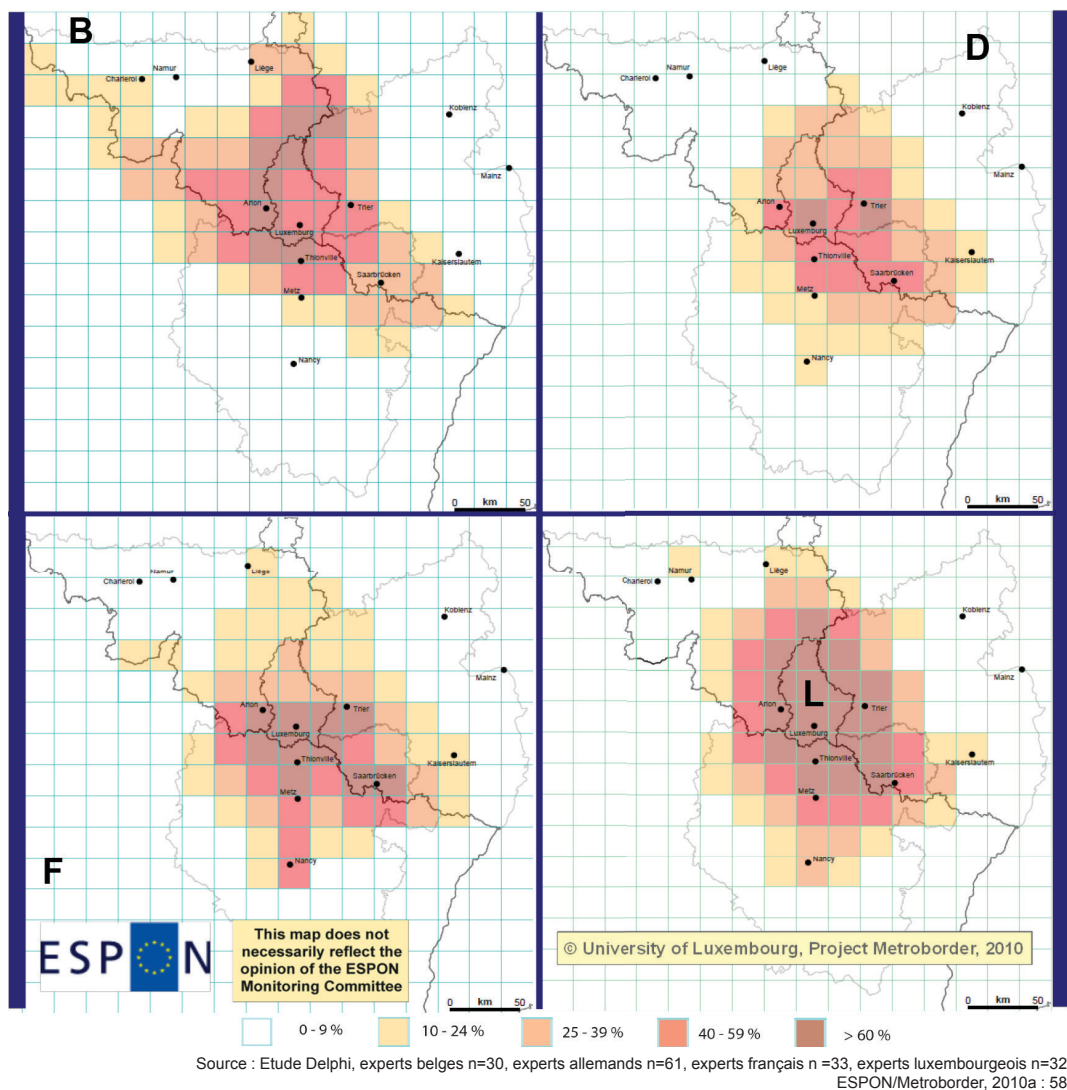 B
Liège
Namur
Charleroi
Koblenz
Mainz
Arlon
Trier
Luxemburg
Kaiserslautern
Thionville
Saarbrücken
Metz
Nancy
0 km 50
D
Liège
Namur
Charleroi
Koblenz
Mainz
Arlon
Trier
Luxemburg
Kaiserslautern
Thionville
Saarbrücken
Metz
Nancy
0 km 50
Liège
Namur
Charleroi
Koblenz
Mainz
Arlon
Trier
Luxemburg
Kaiserslautern
Thionville
Saarbrücken
Metz
Nancy
F
ESPON
This map does not
necessarily reflect the
opinion of the ESPON
Monitoring Committee
0 km 50
Liège
Namur
Charleroi
Koblenz
Mainz
L
Arlon
Trier
Luxemburg
Kaiserslautern
Thionville
Saarbrücken
Metz
Nancy
© University of Luxembourg, Project Metroborder, 2010
0 km 50
0 - 9 % 10 - 24 % 25 - 39 % 40 - 59 % > 60 %
Source : Etude Delphi, experts belges n=30, experts allemands n=61, experts français n =33, experts luxembourgeois n=32
ESPON/Metroborder, 2010a : 58